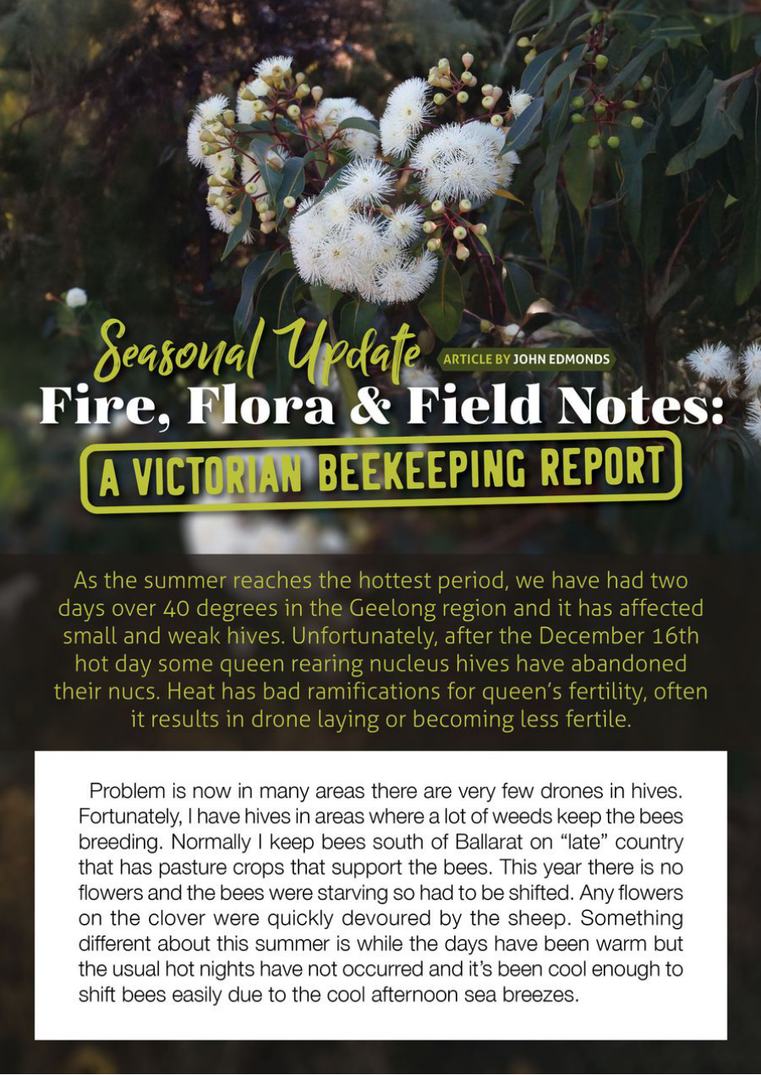 Seasonal Update
ARTICLE BY JOHN EDMONDS
Fire, Flora & Field Notes:
A VICTORIAN BEEKEEPING REPORT
As the summer reaches the hottest period, we have had two
days over 40 degrees in the Geelong region and it has affected
small and weak hives. Unfortunately, after the December 16th
hot day some queen rearing nucleus hives have abandoned
their nucs. Heat has bad ramifications for queen's fertility, often
it results in drone laying or becoming less fertile.
Problem is now in many areas there are very few drones in hives.
Fortunately, I have hives in areas where a lot of weeds keep the bees
breeding. Normally I keep bees south of Ballarat on “late” country
that has pasture crops that support the bees. This year there is no
flowers and the bees were starving so had to be shifted. Any flowers
on the clover were quickly devoured by the sheep. Something
different about this summer is while the days have been warm but
the usual hot nights have not occurred and it’s been cool enough to
shift bees easily due to the cool afternoon sea breezes.